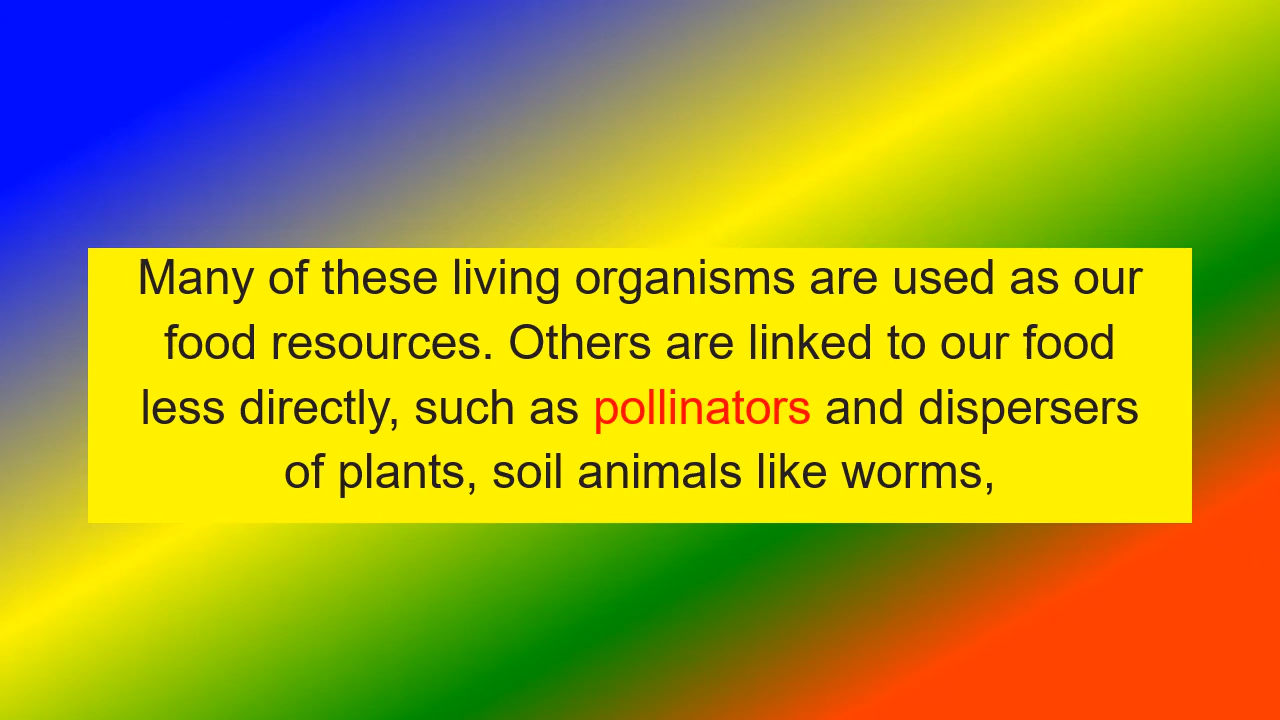 Many of these living organisms are used as our
food resources. Others are linked to our food
less directly, such as pollinators and dispersers
of plants, soil animals like worms,